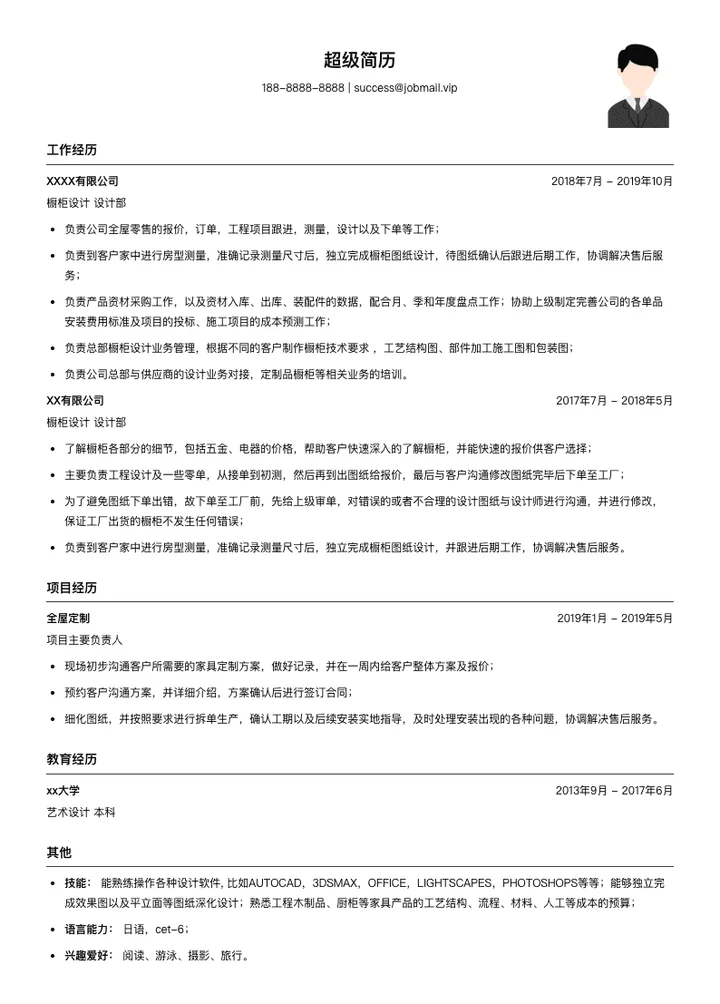 超级简历
188-8888-8888 | success@jobmail.vip
工作经历
XXXX有限公司 2018年7月 – 2019年10月
橱柜设计 设计部
• 负责公司全屋零售的报价，订单，工程项目跟进，测量，设计以及下单等工作；
• 负责到客户家中进行房型测量，准确记录测量尺寸后，独立完成橱柜图纸设计，待图纸确认后跟进后期工作，协调解决售后服
务；
• 负责产品资材采购工作，以及资材入库、出库、装配件的数据，配合月、季和年度盘点工作；协助上级制定完善公司的各单品
安装费用标准及项目的投标、施工项目的成本预测工作；
• 负责总部橱柜设计业务管理，根据不同的客户制作橱柜技术要求 ，工艺结构图、部件加工施工图和包装图；
• 负责公司总部与供应商的设计业务对接，定制品橱柜等相关业务的培训。
XX有限公司 2017年7月 – 2018年5月
橱柜设计 设计部
• 了解橱柜各部分的细节，包括五金、电器的价格，帮助客户快速深入的了解橱柜，并能快速的报价供客户选择；
• 主要负责工程设计及一些零单，从接单到初测，然后再到出图纸给报价，最后与客户沟通修改图纸完毕后下单至工厂；
• 为了避免图纸下单出错，故下单至工厂前，先给上级审单，对错误的或者不合理的设计图纸与设计师进行沟通，并进行修改，
保证工厂出货的橱柜不发生任何错误；
• 负责到客户家中进行房型测量，准确记录测量尺寸后，独立完成橱柜图纸设计，并跟进后期工作，协调解决售后服务。
项目经历
全屋定制 2019年1月 – 2019年5月
项目主要负责人
• 现场初步沟通客户所需要的家具定制方案，做好记录，并在一周内给客户整体方案及报价；
• 预约客户沟通方案，并详细介绍，方案确认后进行签订合同；
• 细化图纸，并按照要求进行拆单生产，确认工期以及后续安装实地指导，及时处理安装出现的各种问题，协调解决售后服务。
教育经历
xx大学 2013年9月 – 2017年6月
艺术设计 本科
其他
• 技能： 能熟练操作各种设计软件, 比如AUTOCAD，3DSMAX，OFFICE，LIGHTSCAPES，PHOTOSHOPS等等；能够独立完
成效果图以及平立面等图纸深化设计；熟悉工程木制品、厨柜等家具产品的工艺结构、流程、材料、人工等成本的预算；
• 语言能力： 日语，cet-6；
• 兴趣爱好： 阅读、游泳、摄影、旅行。